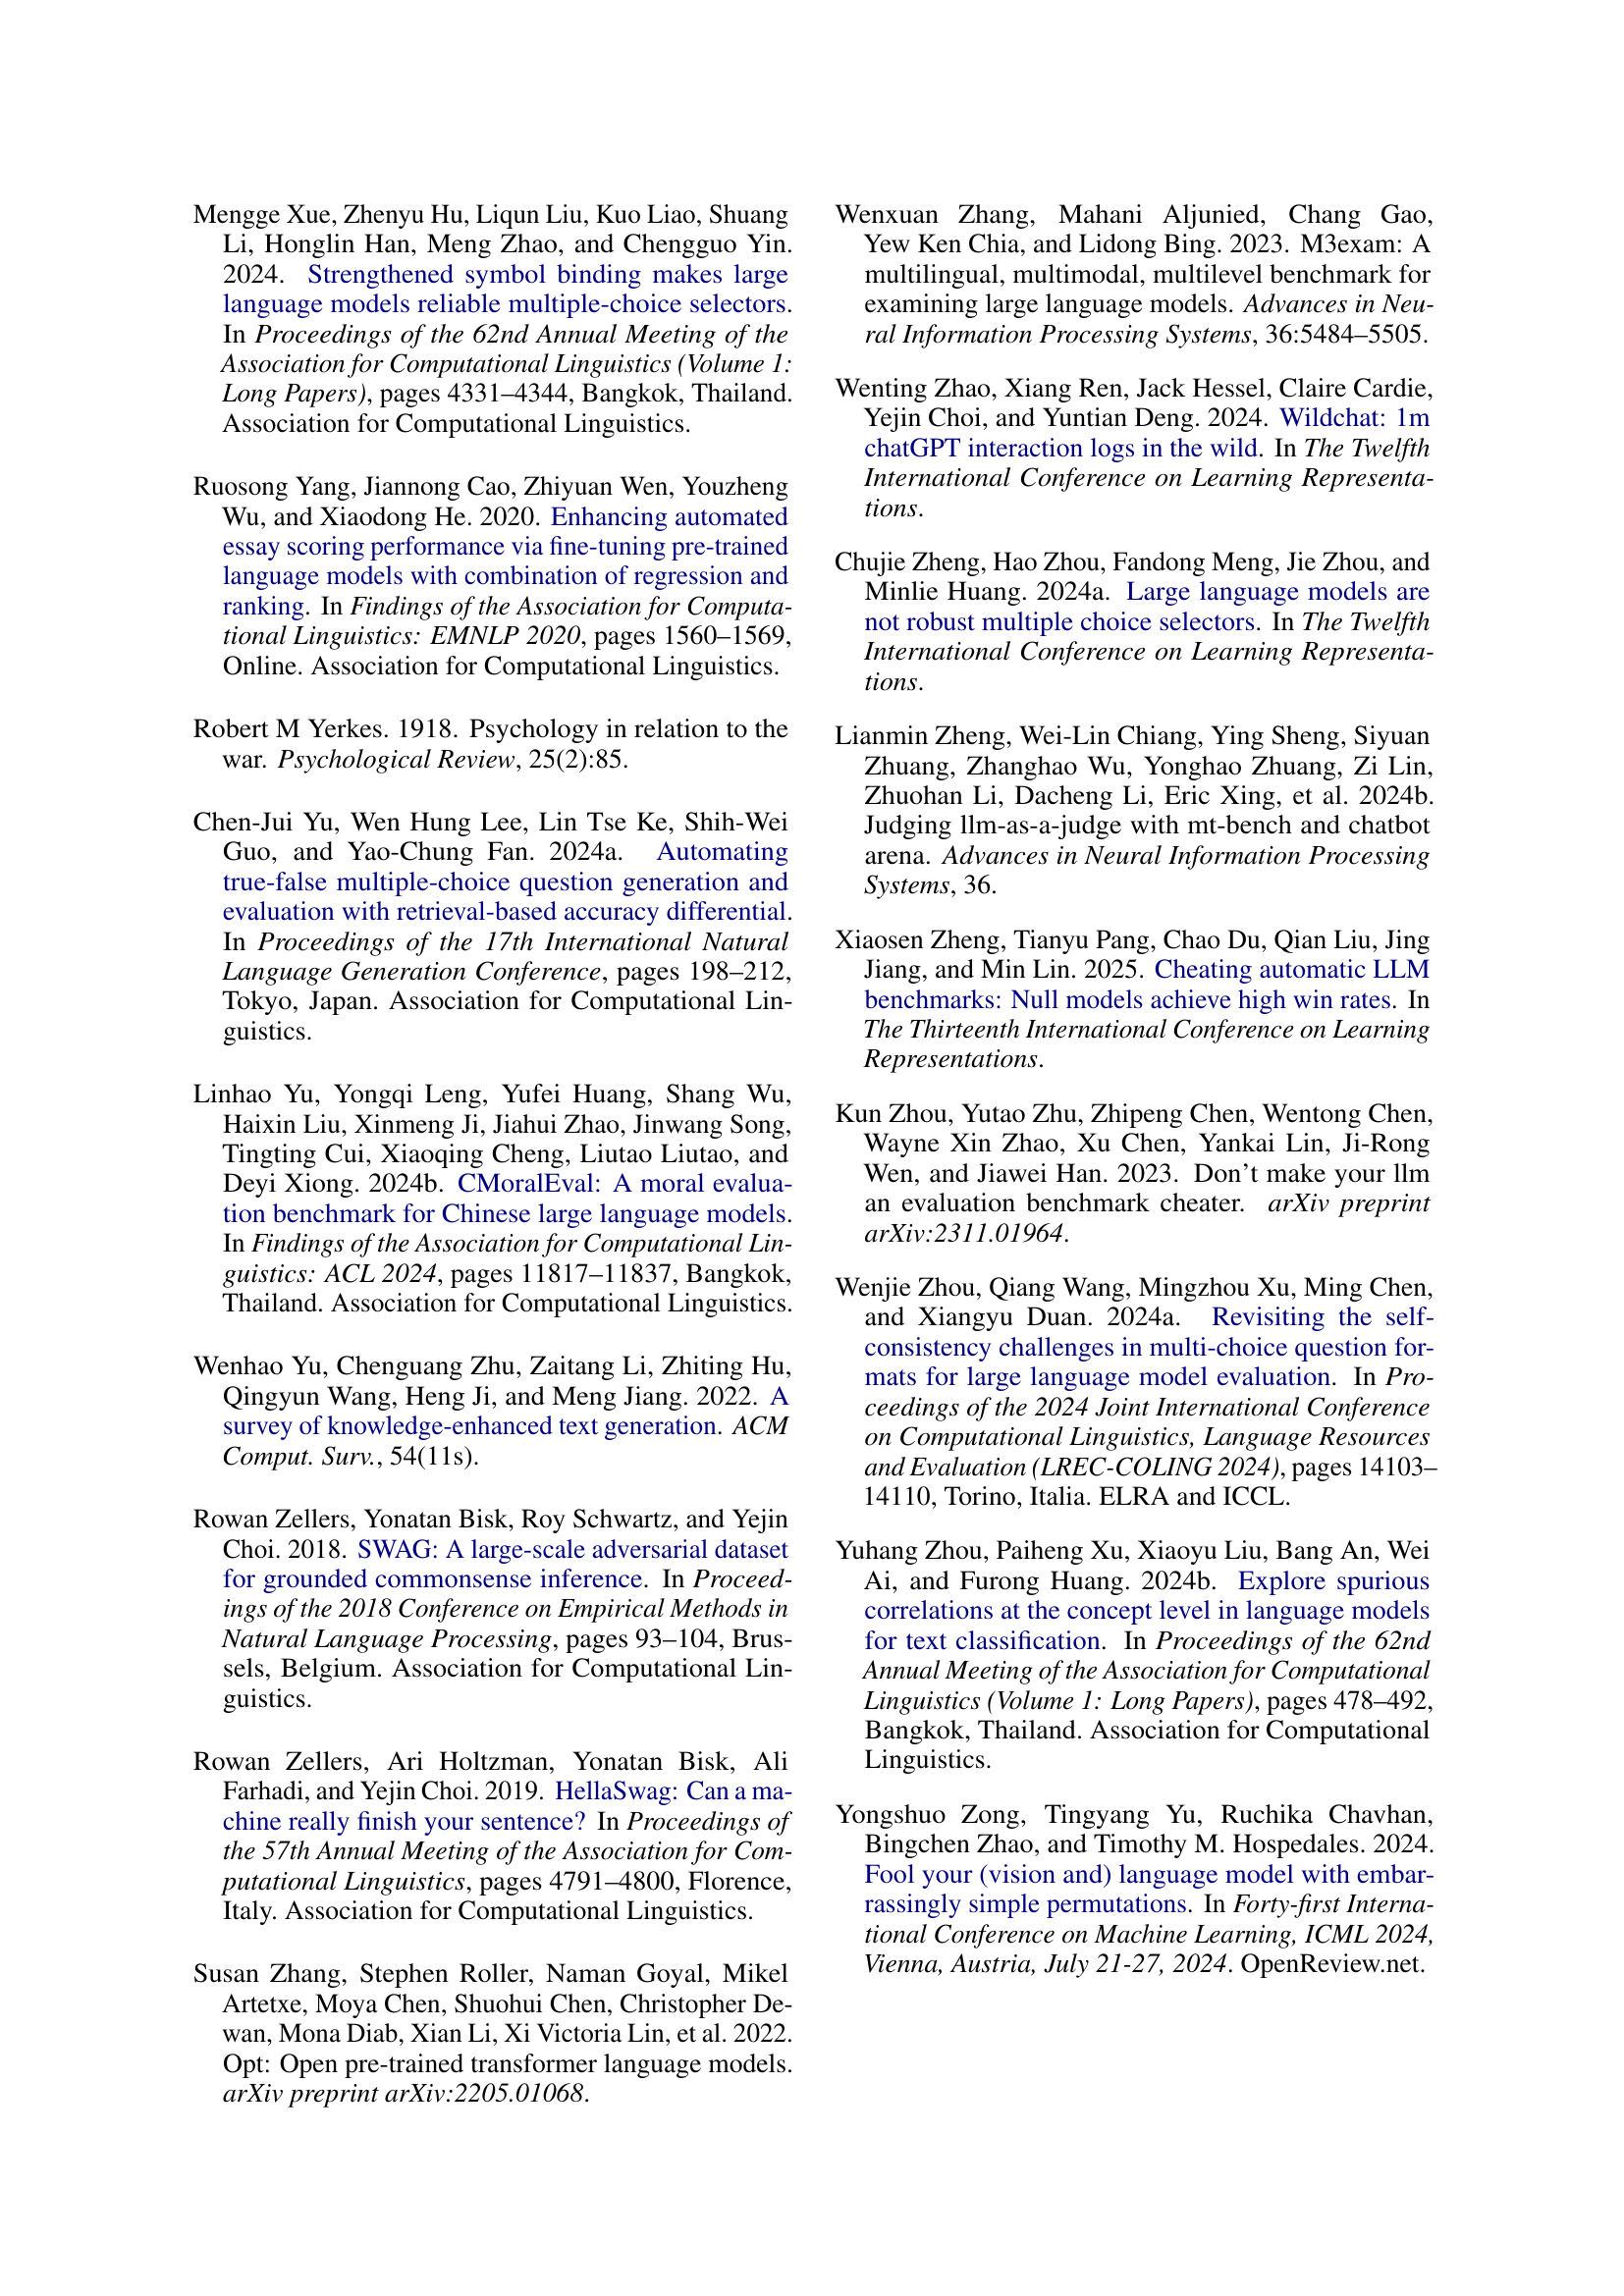 Mengge Xue, Zhenyu Hu, Liqun Liu, Kuo Liao, Shuang
Li, Honglin Han, Meng Zhao, and Chengguo Yin.
2024. Strengthened symbol binding makes large
language models reliable multiple-choice selectors.
In Proceedings of the 62nd Annual Meeting of the
Association for Computational Linguistics (Volume 1:
Long Papers), pages 4331–4344, Bangkok, Thailand.
Association for Computational Linguistics.
Ruosong Yang, Jiannong Cao, Zhiyuan Wen, Youzheng
Wu, and Xiaodong He. 2020. Enhancing automated
essay scoring performance via fine-tuning pre-trained
language models with combination of regression and
ranking. In Findings of the Association for Computa-
tional Linguistics: EMNLP 2020, pages 1560–1569,
Online. Association for Computational Linguistics.
Robert M Yerkes. 1918. Psychology in relation to the
war. Psychological Review, 25(2):85.
Chen-Jui Yu, Wen Hung Lee, Lin Tse Ke, Shih-Wei
Guo, and Yao-Chung Fan. 2024a. Automating
true-false multiple-choice question generation and
evaluation with retrieval-based accuracy differential.
In Proceedings of the 17th International Natural
Language Generation Conference, pages 198–212,
Tokyo, Japan. Association for Computational Lin-
guistics.
Linhao Yu, Yongqi Leng, Yufei Huang, Shang Wu,
Haixin Liu, Xinmeng Ji, Jiahui Zhao, Jinwang Song,
Tingting Cui, Xiaoqing Cheng, Liutao Liutao, and
Deyi Xiong. 2024b. CMoralEval: A moral evalua-
tion benchmark for Chinese large language models.
In Findings of the Association for Computational Lin-
guistics: ACL 2024, pages 11817–11837, Bangkok,
Thailand. Association for Computational Linguistics.
Wenhao Yu, Chenguang Zhu, Zaitang Li, Zhiting Hu,
Qingyun Wang, Heng Ji, and Meng Jiang. 2022. A
survey of knowledge-enhanced text generation. ACM
Comput. Surv., 54(11s).
Rowan Zellers, Yonatan Bisk, Roy Schwartz, and Yejin
Choi. 2018. SWAG: A large-scale adversarial dataset
for grounded commonsense inference. In Proceed-
ings of the 2018 Conference on Empirical Methods in
Natural Language Processing, pages 93–104, Brus-
sels, Belgium. Association for Computational Lin-
guistics.
Rowan Zellers, Ari Holtzman, Yonatan Bisk, Ali
Farhadi, and Yejin Choi. 2019. HellaSwag: Can a ma-
chine really finish your sentence? In Proceedings of
the 57th Annual Meeting of the Association for Com-
putational Linguistics, pages 4791–4800, Florence,
Italy. Association for Computational Linguistics.
Susan Zhang, Stephen Roller, Naman Goyal, Mikel
Artetxe, Moya Chen, Shuohui Chen, Christopher De-
wan, Mona Diab, Xian Li, Xi Victoria Lin, et al. 2022.
Opt: Open pre-trained transformer language models.
arXiv preprint arXiv:2205.01068.
Wenxuan Zhang, Mahani Aljunied, Chang Gao,
Yew Ken Chia, and Lidong Bing. 2023. M3exam: A
multilingual, multimodal, multilevel benchmark for
examining large language models. Advances in Neu-
ral Information Processing Systems, 36:5484–5505.
Wenting Zhao, Xiang Ren, Jack Hessel, Claire Cardie,
Yejin Choi, and Yuntian Deng. 2024. Wildchat: 1m
chatGPT interaction logs in the wild. In The Twelfth
International Conference on Learning Representa-
tions.
Chujie Zheng, Hao Zhou, Fandong Meng, Jie Zhou, and
Minlie Huang. 2024a. Large language models are
not robust multiple choice selectors. In The Twelfth
International Conference on Learning Representa-
tions.
Lianmin Zheng, Wei-Lin Chiang, Ying Sheng, Siyuan
Zhuang, Zhanghao Wu, Yonghao Zhuang, Zi Lin,
Zhuohan Li, Dacheng Li, Eric Xing, et al. 2024b.
Judging llm-as-a-judge with mt-bench and chatbot
arena. Advances in Neural Information Processing
Systems, 36.
Xiaosen Zheng, Tianyu Pang, Chao Du, Qian Liu, Jing
Jiang, and Min Lin. 2025. Cheating automatic LLM
benchmarks: Null models achieve high win rates. In
The Thirteenth International Conference on Learning
Representations.
Kun Zhou, Yutao Zhu, Zhipeng Chen, Wentong Chen,
Wayne Xin Zhao, Xu Chen, Yankai Lin, Ji-Rong
Wen, and Jiawei Han. 2023. Don't make your llm
an evaluation benchmark cheater. arXiv preprint
arXiv:2311.01964.
Wenjie Zhou, Qiang Wang, Mingzhou Xu, Ming Chen,
and Xiangyu Duan. 2024a. Revisiting the self-
consistency challenges in multi-choice question for-
mats for large language model evaluation. In Pro-
ceedings of the 2024 Joint International Conference
on Computational Linguistics, Language Resources
and Evaluation (LREC-COLING 2024), pages 14103–
14110, Torino, Italia. ELRA and ICCL.
Yuhang Zhou, Paiheng Xu, Xiaoyu Liu, Bang An, Wei
Ai, and Furong Huang. 2024b. Explore spurious
correlations at the concept level in language models
for text classification. In Proceedings of the 62nd
Annual Meeting of the Association for Computational
Linguistics (Volume 1: Long Papers), pages 478–492,
Bangkok, Thailand. Association for Computational
Linguistics.
Yongshuo Zong, Tingyang Yu, Ruchika Chavhan,
Bingchen Zhao, and Timothy M. Hospedales. 2024.
Fool your (vision and) language model with embar-
rassingly simple permutations. In Forty-first Interna-
tional Conference on Machine Learning, ICML 2024,
Vienna, Austria, July 21-27, 2024. OpenReview.net.